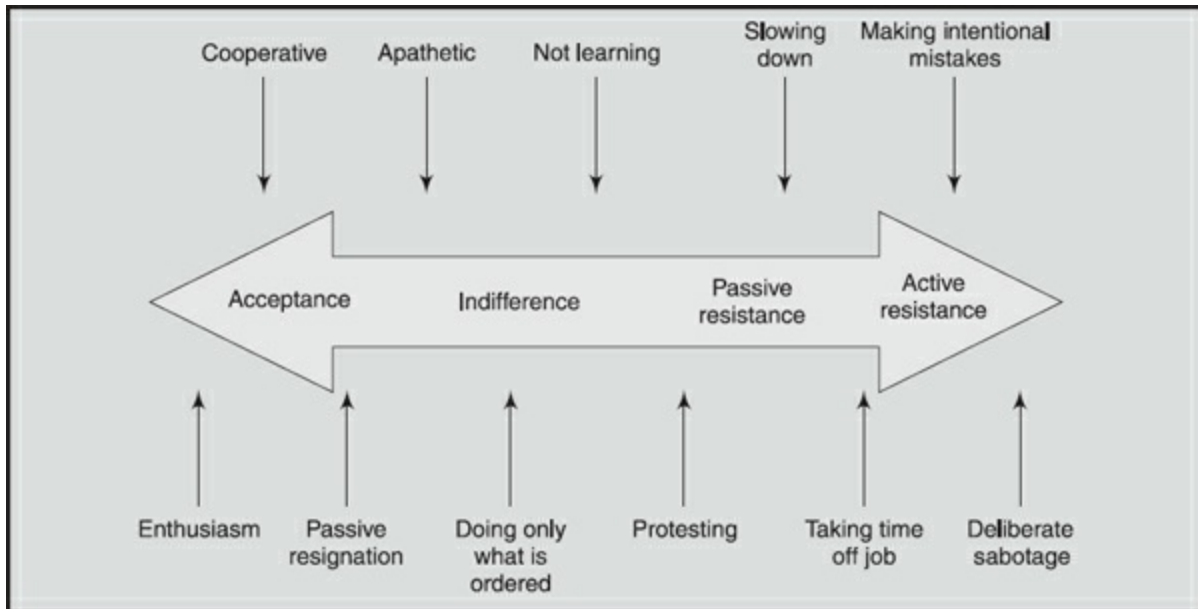 Cooperative
Apathetic
Not learning
Slowing
down
Making intentional
mistakes
Acceptance
Indifference
Passive
resistance
Active
resistance
Enthusiasm
Passive
resignation
Doing only
what is
ordered
Protesting
Taking time
off job
Deliberate
sabotage